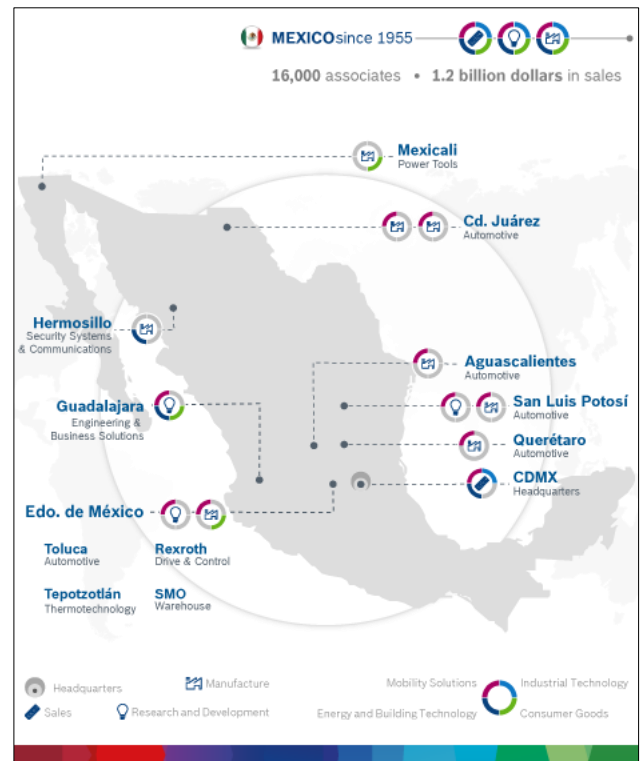 MEXICO since 1955
16,000 associates • 1.2 billion dollars in sales
Mexicali
Power Tools
Cd. Juárez
Automotive
Hermosillo
Security Systems
& Communications
Aguascalientes
Automotive
Guadalajara
Engineering &
Business Solutions
San Luis Potosí
Automotive
Querétaro
Automotive
CDMX
Headquarters
Edo. de México
Toluca
Automotive
Rexroth
Drive & Control
Tepotzotlán
Thermotechnology
SMO
Warehouse
Headquarters
Manufacture
Sales
Research and Development
Mobility Solutions
Industrial Technology
Energy and Building Technology
Consumer Goods